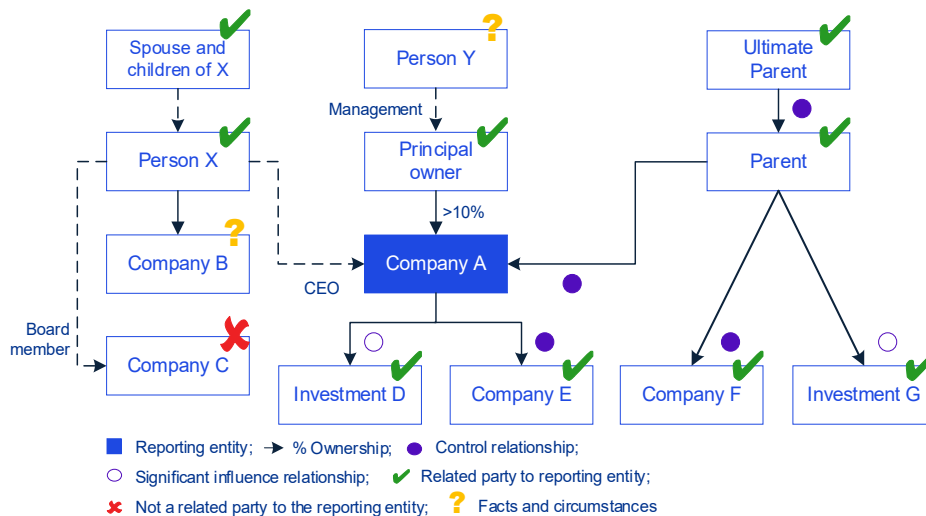 Spouse and
children of X
Person Y
Ultimate
Parent
Management
Person X
Principal
owner
Parent
>10%
Company B
Company A
CEO
Board
member
Company C
Investment D
Company E
Company F
Investment G
Reporting entity;
% Ownership;
Control relationship;
Significant influence relationship;
Related party to reporting entity;
Not a related party to the reporting entity;
Facts and circumstances